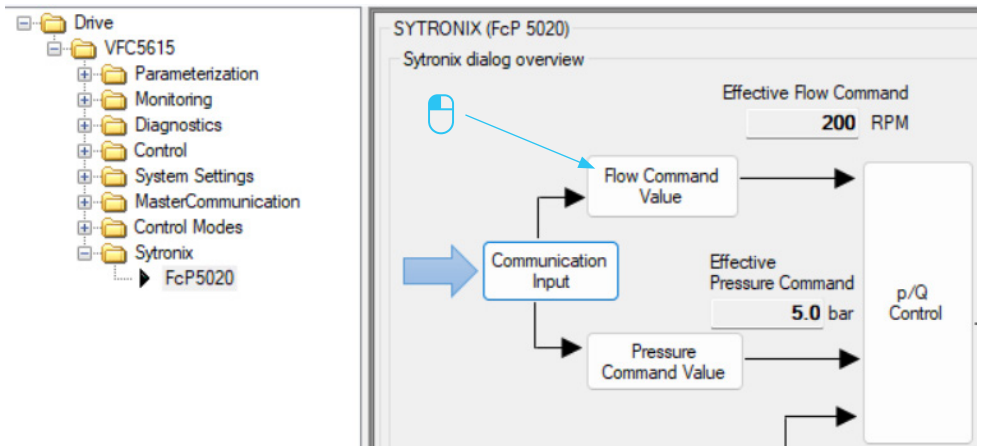 Drive
VFC5615
Parameterization
Monitoring
Diagnostics
Control
System Settings
MasterCommunication
Control Modes
Sytronix
FcP5020
SYTRONIX (FcP 5020)
Sytronix dialog overview
Effective Flow Command
200 RPM
Flow Command
Value
Communication
Input
Effective
Pressure Command
5.0 bar
p/Q
Control
Pressure
Command Value